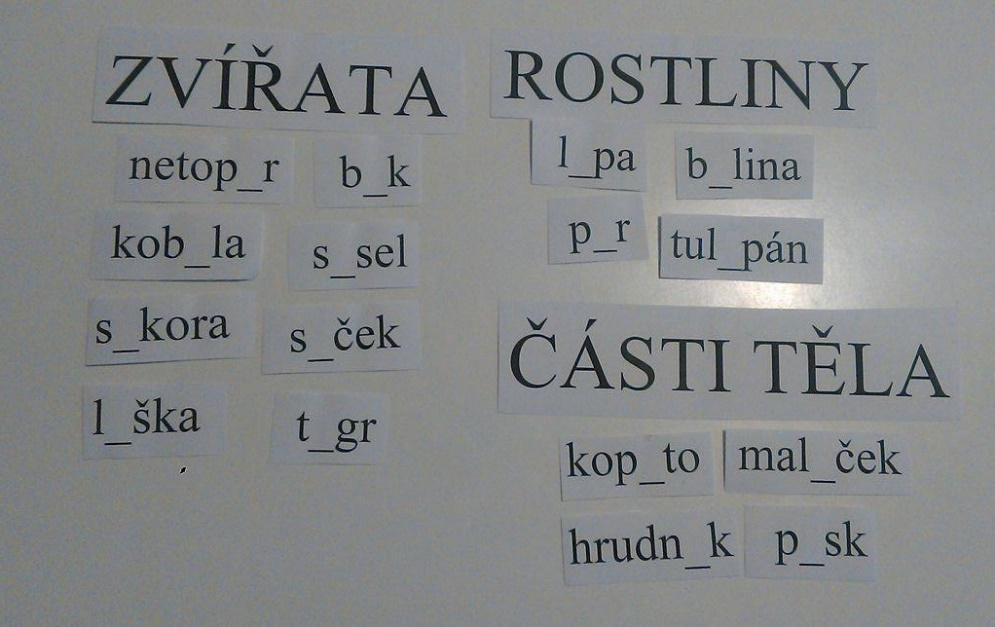 ZVÍŘATA
netop_r b_k
kob_la s_sel
s_kora s_ček
l_ška t_gr
ROSTLINY
l_pa b_lina
p_r tul_pán
ČÁSTI TĚLA
kop_to mal_ček
hrudn_k p_sk